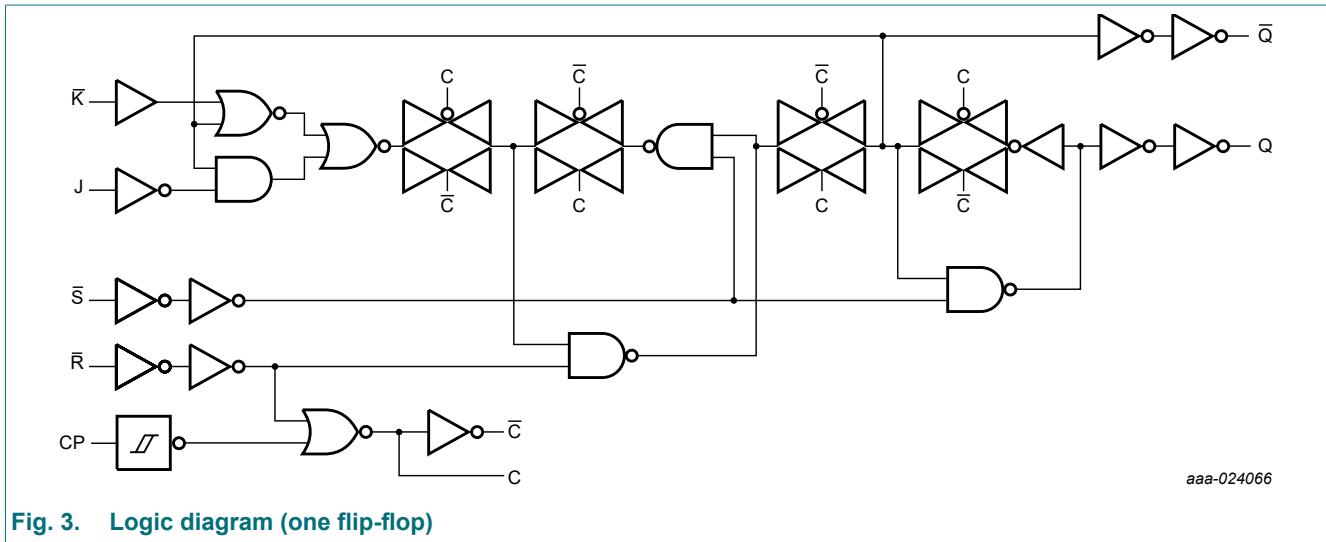 Q̅
K̅
C C̅ C̅ C
J
Q
C̅ C C C̅
S̅
R̅
CP
C̅
C
aaa-024066
Fig. 3. Logic diagram (one flip-flop)